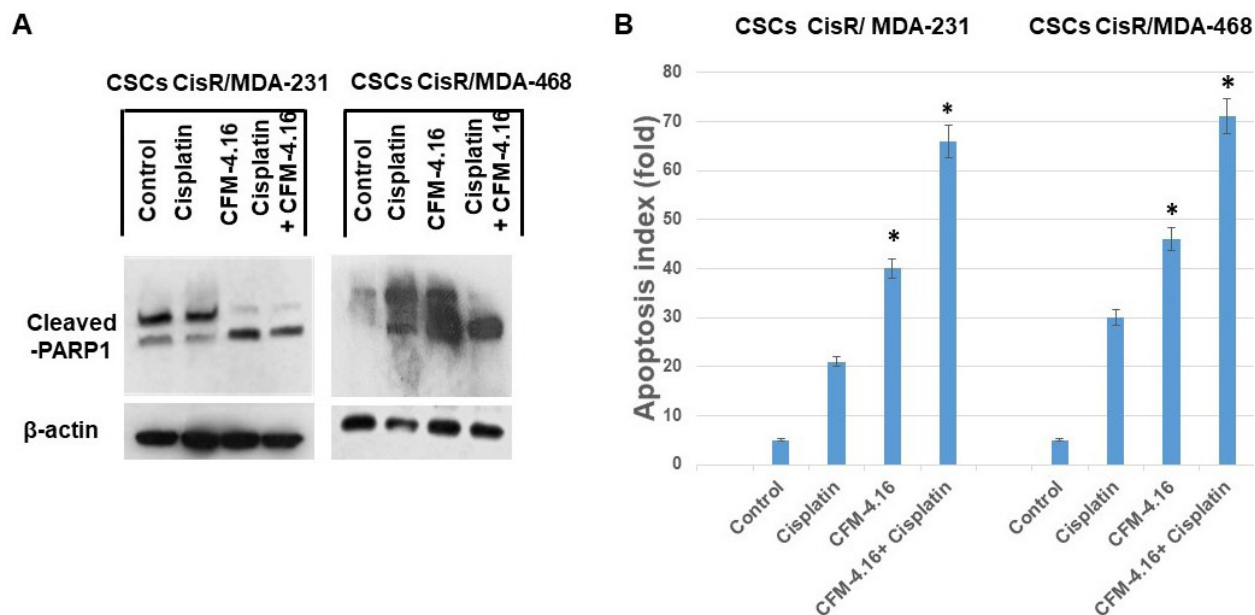 A
CSCs CisR/MDA-231
CSCs CisR/MDA-468
Control
Cisplatin
CFM-4.16
Cisplatin
+ CFM-4.16
Control
Cisplatin
CFM-4.16
Cisplatin
+ CFM-4.16
Cleaved
-PARP1
β-actin
B
CSCs CisR/ MDA-231
CSCs CisR/MDA-468
Apoptosis index (fold)
80
70
60
50
40
30
20
10
0
*
*
*
*
Control
Cisplatin
CFM-4.16
CFM-4.16+ Cisplatin
Control
Cisplatin
CFM-4.16
CFM-4.16+ Cisplatin